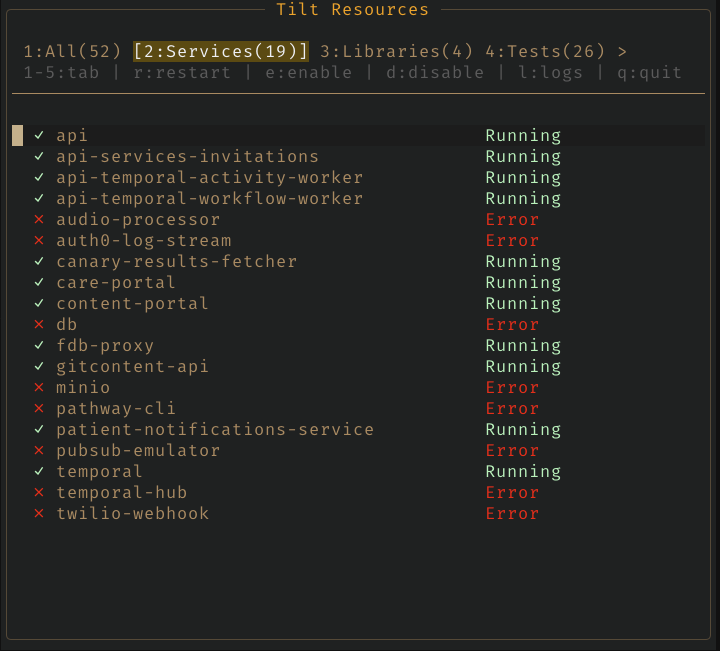 Tilt Resources
1:All(52) [2:Services(19)] 3:Libraries(4) 4:Tests(26) >
1-5:tab | r:restart | e:enable | d:disable | l:logs | q:quit
✓ api Running
✓ api-services-invitations Running
✓ api-temporal-activity-worker Running
✓ api-temporal-workflow-worker Running
✕ audio-processor Error
✕ auth0-log-stream Error
✓ canary-results-fetcher Running
✓ care-portal Running
✓ content-portal Running
✕ db Error
✓ fdb-proxy Running
✓ gitcontent-api Running
✕ minio Error
✕ pathway-cli Error
✓ patient-notifications-service Running
✕ pubsub-emulator Error
✓ temporal Running
✕ temporal-hub Error
✕ twilio-webhook Error